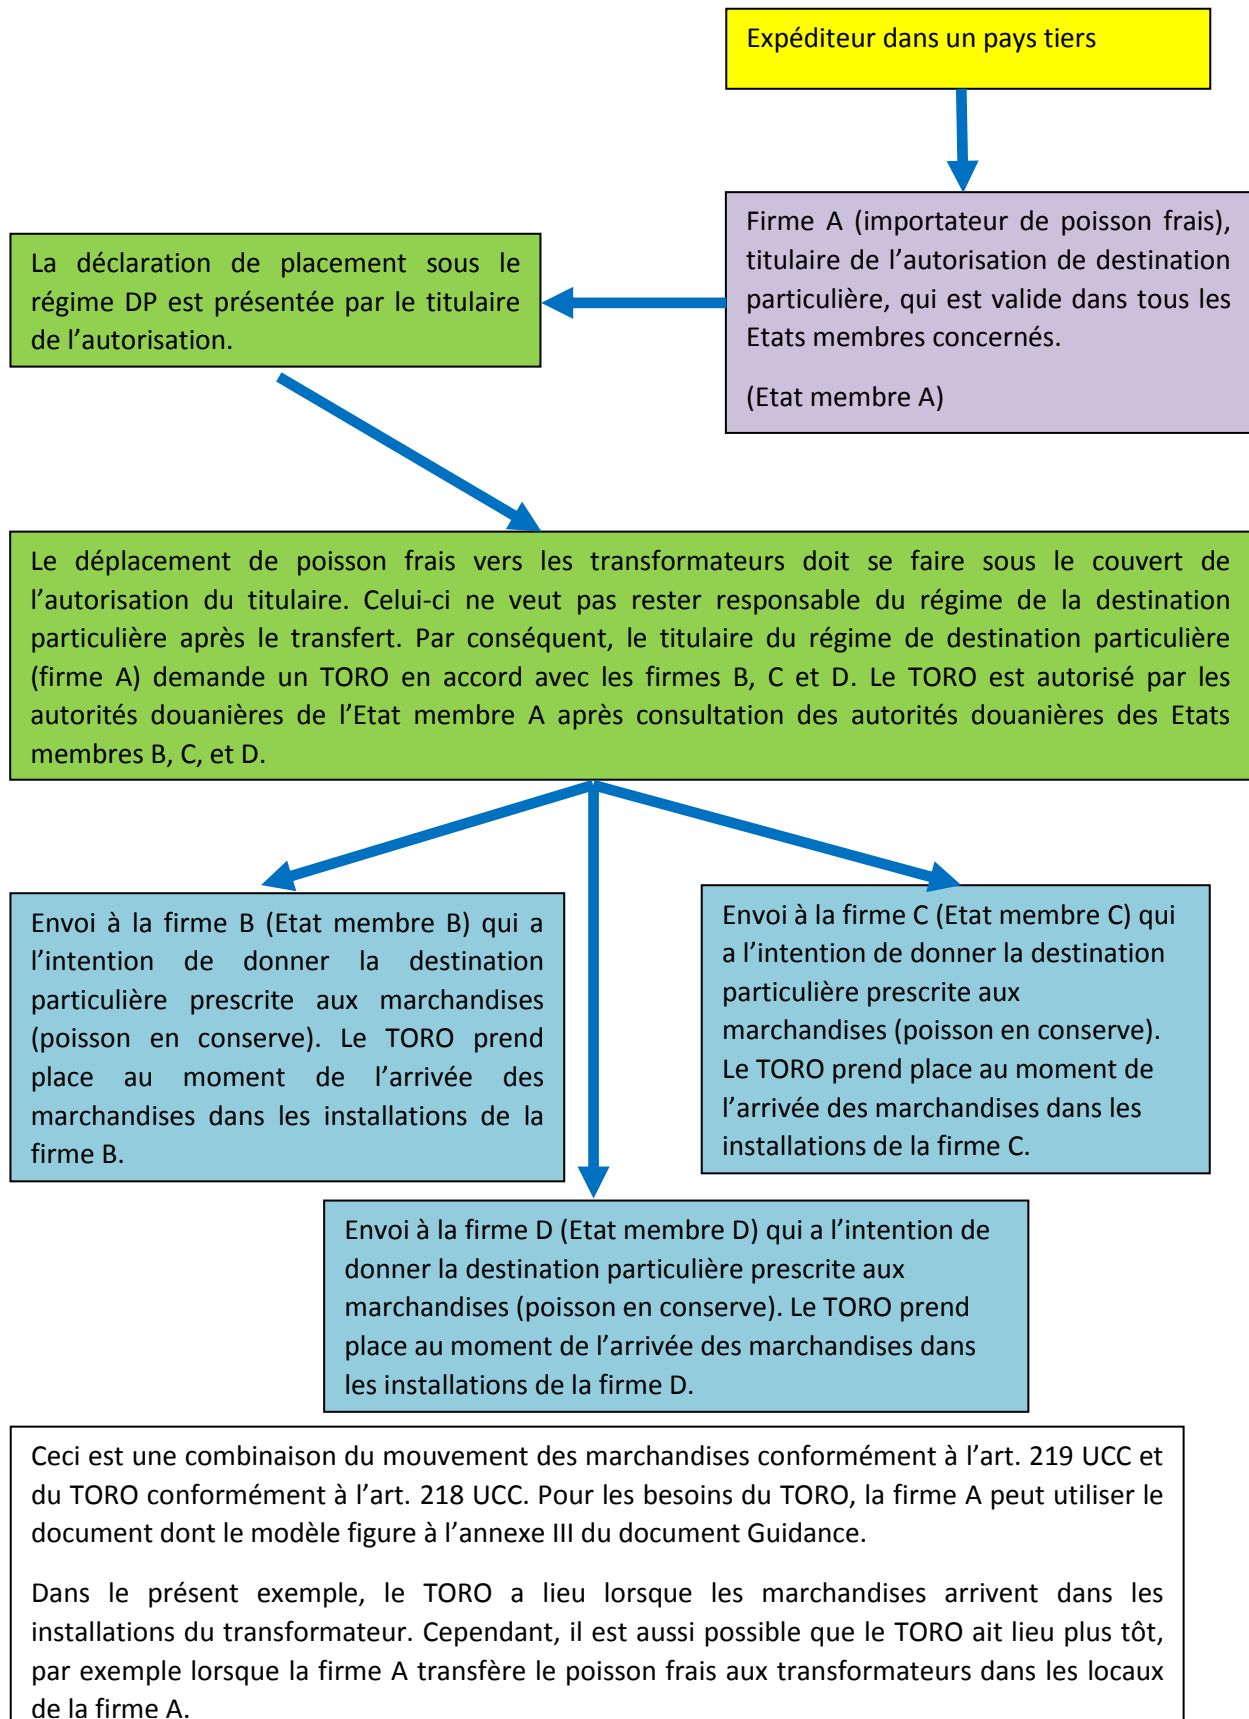 Expéditeur dans un pays tiers
Firme A (importateur de poisson frais),
titulaire de l’autorisation de destination
particulière, qui est valide dans tous les
Etats membres concernés.
(Etat membre A)
La déclaration de placement sous le
régime DP est présentée par le titulaire
de l’autorisation.
Le déplacement de poisson frais vers les transformateurs doit se faire sous le couvert de
l’autorisation du titulaire. Celui-ci ne veut pas rester responsable du régime de la destination
particulière après le transfert. Par conséquent, le titulaire du régime de destination particulière
(firme A) demande un TORO en accord avec les firmes B, C et D. Le TORO est autorisé par les
autorités douanières de l’Etat membre A après consultation des autorités douanières des Etats
membres B, C, et D.
Envoi à la firme B (Etat membre B) qui a
l’intention de donner la destination
particulière prescrite aux marchandises
(poisson en conserve). Le TORO prend
place au moment de l’arrivée des
marchandises dans les installations de la
firme B.
Envoi à la firme C (Etat membre C) qui
a l’intention de donner la destination
particulière prescrite aux
marchandises (poisson en conserve).
Le TORO prend place au moment de
l’arrivée des marchandises dans les
installations de la firme C.
Envoi à la firme D (Etat membre D) qui a l’intention de
donner la destination particulière prescrite aux
marchandises (poisson en conserve). Le TORO prend
place au moment de l’arrivée des marchandises dans
les installations de la firme D.
Ceci est une combinaison du mouvement des marchandises conformément à l’art. 219 UCC et
du TORO conformément à l’art. 218 UCC. Pour les besoins du TORO, la firme A peut utiliser le
document dont le modèle figure à l’annexe III du document Guidance.
Dans le présent exemple, le TORO a lieu lorsque les marchandises arrivent dans les
installations du transformateur. Cependant, il est aussi possible que le TORO ait lieu plus tôt,
par exemple lorsque la firme A transfère le poisson frais aux transformateurs dans les locaux
de la firme A.